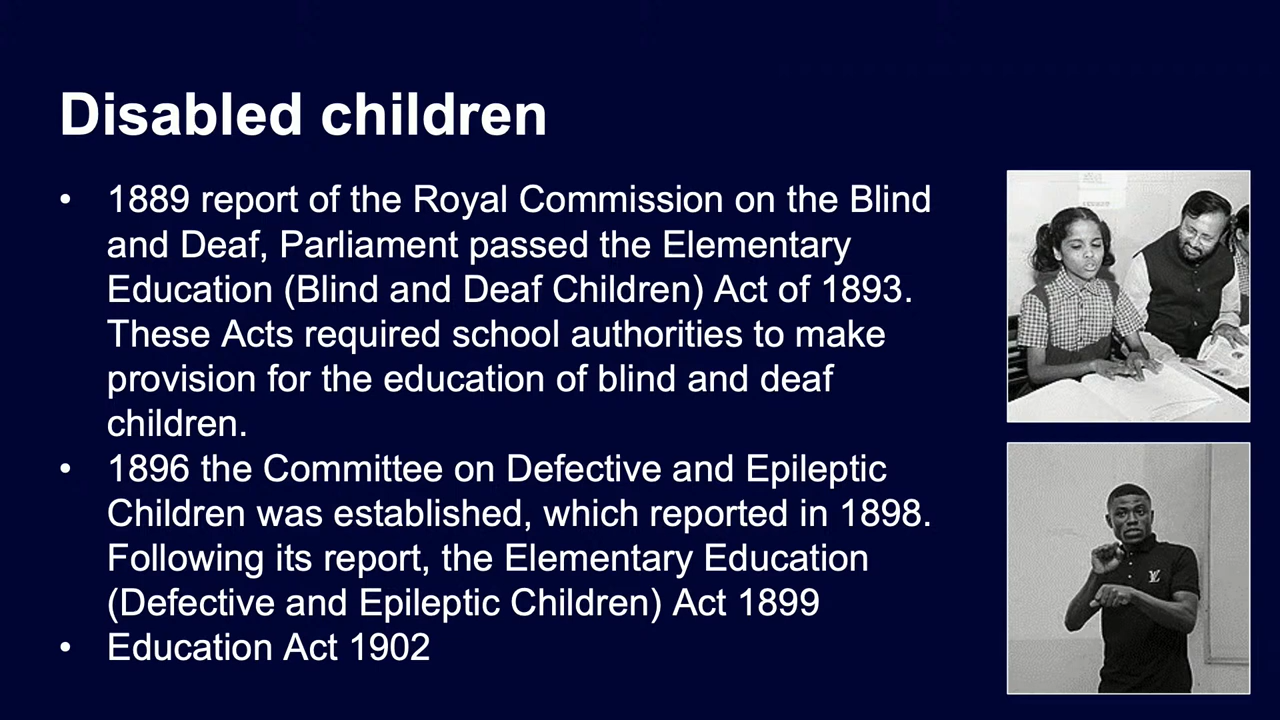 Disabled children
• 1889 report of the Royal Commission on the Blind
and Deaf, Parliament passed the Elementary
Education (Blind and Deaf Children) Act of 1893.
These Acts required school authorities to make
provision for the education of blind and deaf
children.
• 1896 the Committee on Defective and Epileptic
Children was established, which reported in 1898.
Following its report, the Elementary Education
(Defective and Epileptic Children) Act 1899
• Education Act 1902